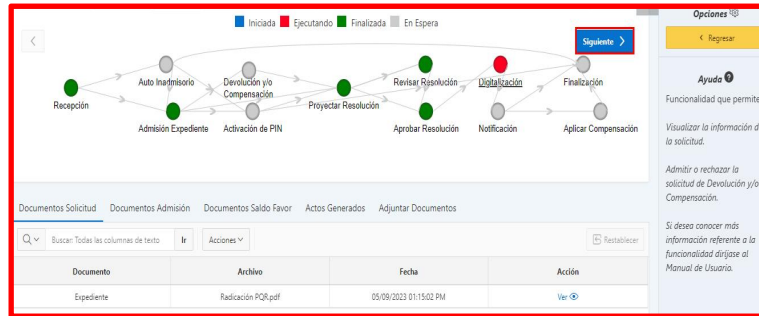 Iniciada Ejecutando Finalizada En Espera
Opciones
Siguiente
Regresar
Auto Inadmisorio
Devolución y/o
Compensación
Revisar Resolución
Digitalización
Finalización
Recepción
Proyectar Resolución
Admisión Expediente
Activación de PIN
Aprobar Resolución
Notificación
Aplicar Compensación
Ayuda
Funcionalidad que permite
Visualizar la información d
la solicitud.
Admitir o rechazar la
solicitud de Devolución y/o
Compensación.
Si desea conocer más
información referente a la
funcionalidad diríjase al
Manual de Usuario.
Documentos Solicitud Documentos Admisión Documentos Saldo Favor Actos Generados Adjuntar Documentos
Buscar: Todas las columnas de texto Ir Acciones Restablecer
Documento Archivo Fecha Acción
Expediente Radicación PQR.pdf 05/09/2023 01:15:02 PM Ver